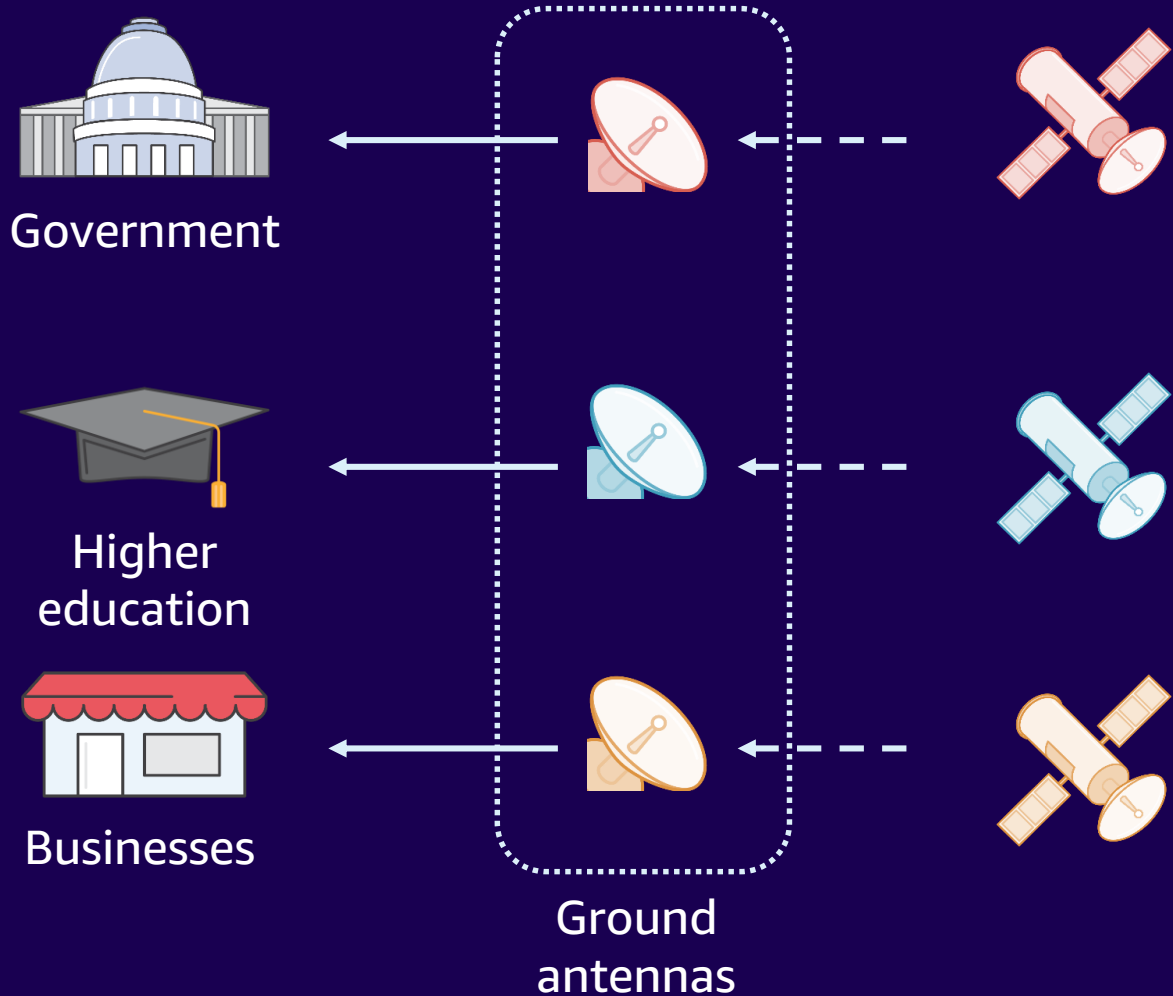 Government
Higher
education
Businesses
Ground
antennas